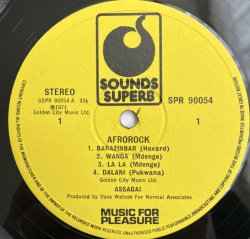 SOUNDS
SUPERB
STEREO
SSPR 90054 A 33⅓
℗1971
Golden City Music Ltd.
SPR 90054
1
1
AFROROCK
1. BARAZINBAR (Havard)
2. WANGA (Mdenge)
3. LA LA (Mdenge)
4. DALANI (Pukwana)
Golden City Music Ltd.
ASSAGAI
Produced by Dave Watson For Normal Associates
MUSIC FOR
PLEASURE